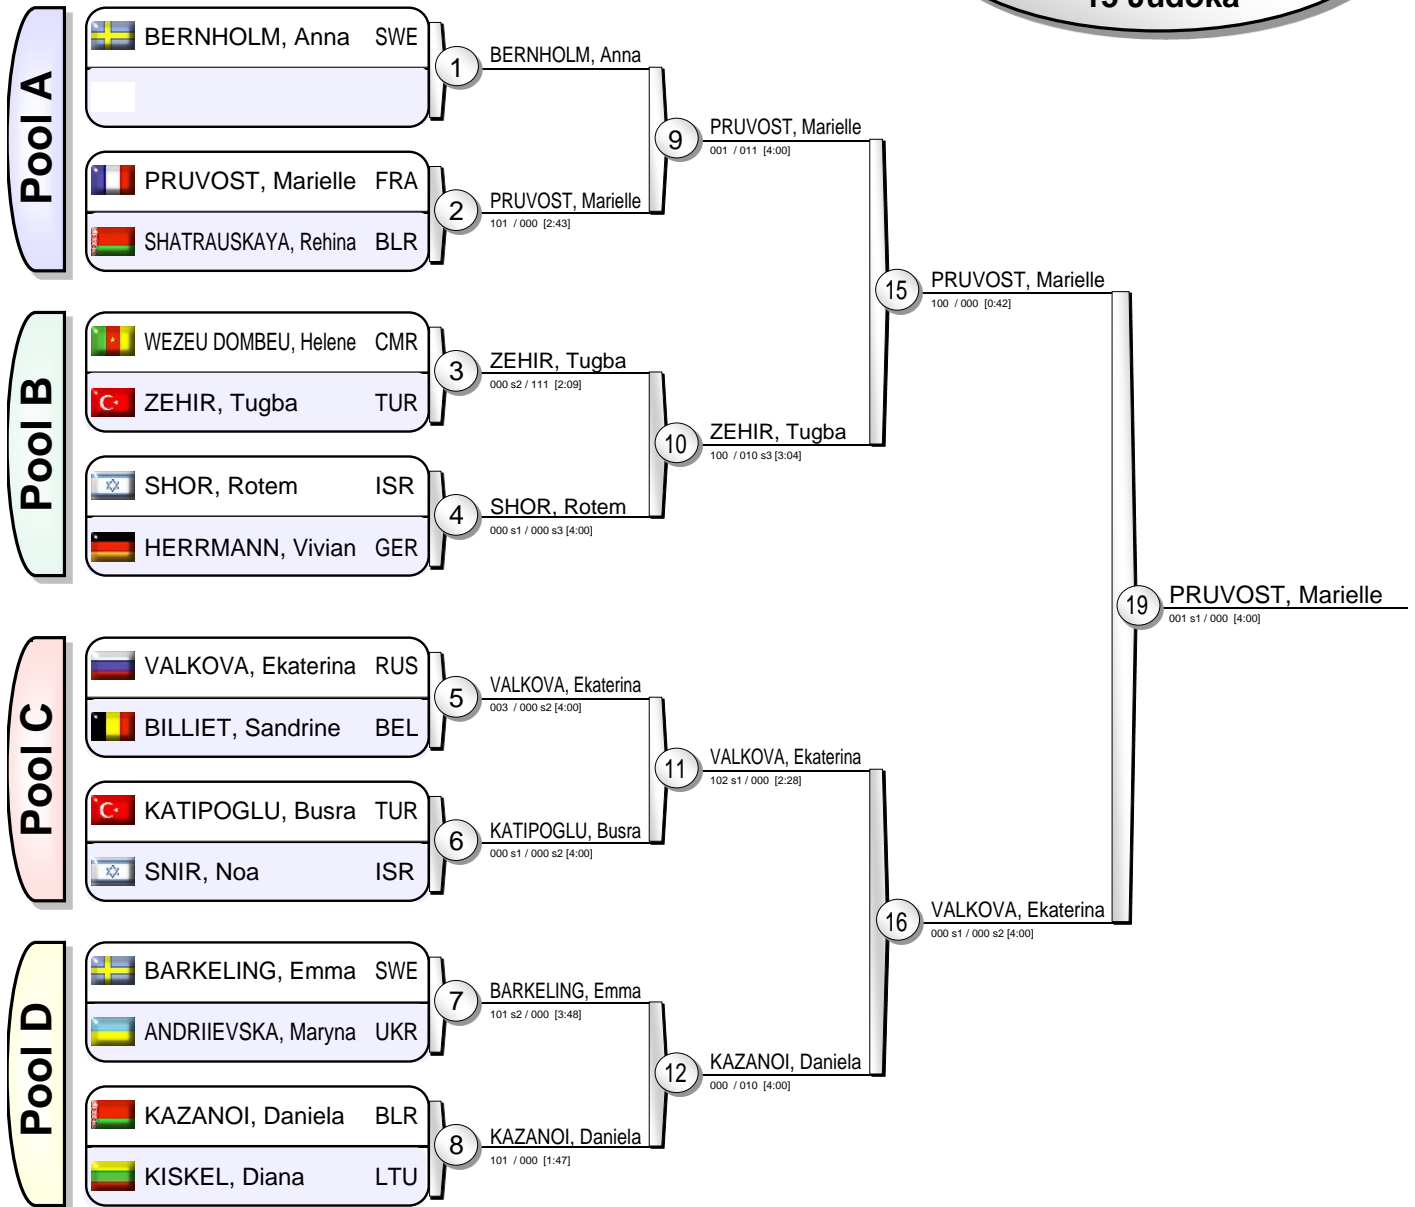 15 Judoka
Pool A
BERNHOLM, Anna SWE
1
BERNHOLM, Anna
PRUVOST, Marielle FRA
SHATRAUSKAYA, Rehina BLR
2
PRUVOST, Marielle
101 / 000 [2:43]
9
PRUVOST, Marielle
001 / 011 [4:00]
Pool B
WEZEU DOMBEU, Helene CMR
ZEHIR, Tugba TUR
3
ZEHIR, Tugba
000 s2 / 111 [2:09]
SHOR, Rotem ISR
HERRMANN, Vivian GER
4
SHOR, Rotem
000 s1 / 000 s3 [4:00]
10
ZEHIR, Tugba
100 / 010 s3 [3:04]
15
PRUVOST, Marielle
100 / 000 [0:42]
Pool C
VALKOVA, Ekaterina RUS
BILLIET, Sandrine BEL
5
VALKOVA, Ekaterina
003 / 000 s2 [4:00]
KATIPOGLU, Busra TUR
SNIR, Noa ISR
6
KATIPOGLU, Busra
000 s1 / 000 s2 [4:00]
11
VALKOVA, Ekaterina
102 s1 / 000 [2:28]
Pool D
BARKELING, Emma SWE
ANDRIIEVSKA, Maryna UKR
7
BARKELING, Emma
101 s2 / 000 [3:48]
KAZANOI, Daniela BLR
KISKEL, Diana LTU
8
KAZANOI, Daniela
101 / 000 [1:47]
12
KAZANOI, Daniela
000 / 010 [4:00]
16
VALKOVA, Ekaterina
000 s1 / 000 s2 [4:00]
19
PRUVOST, Marielle
001 s1 / 000 [4:00]